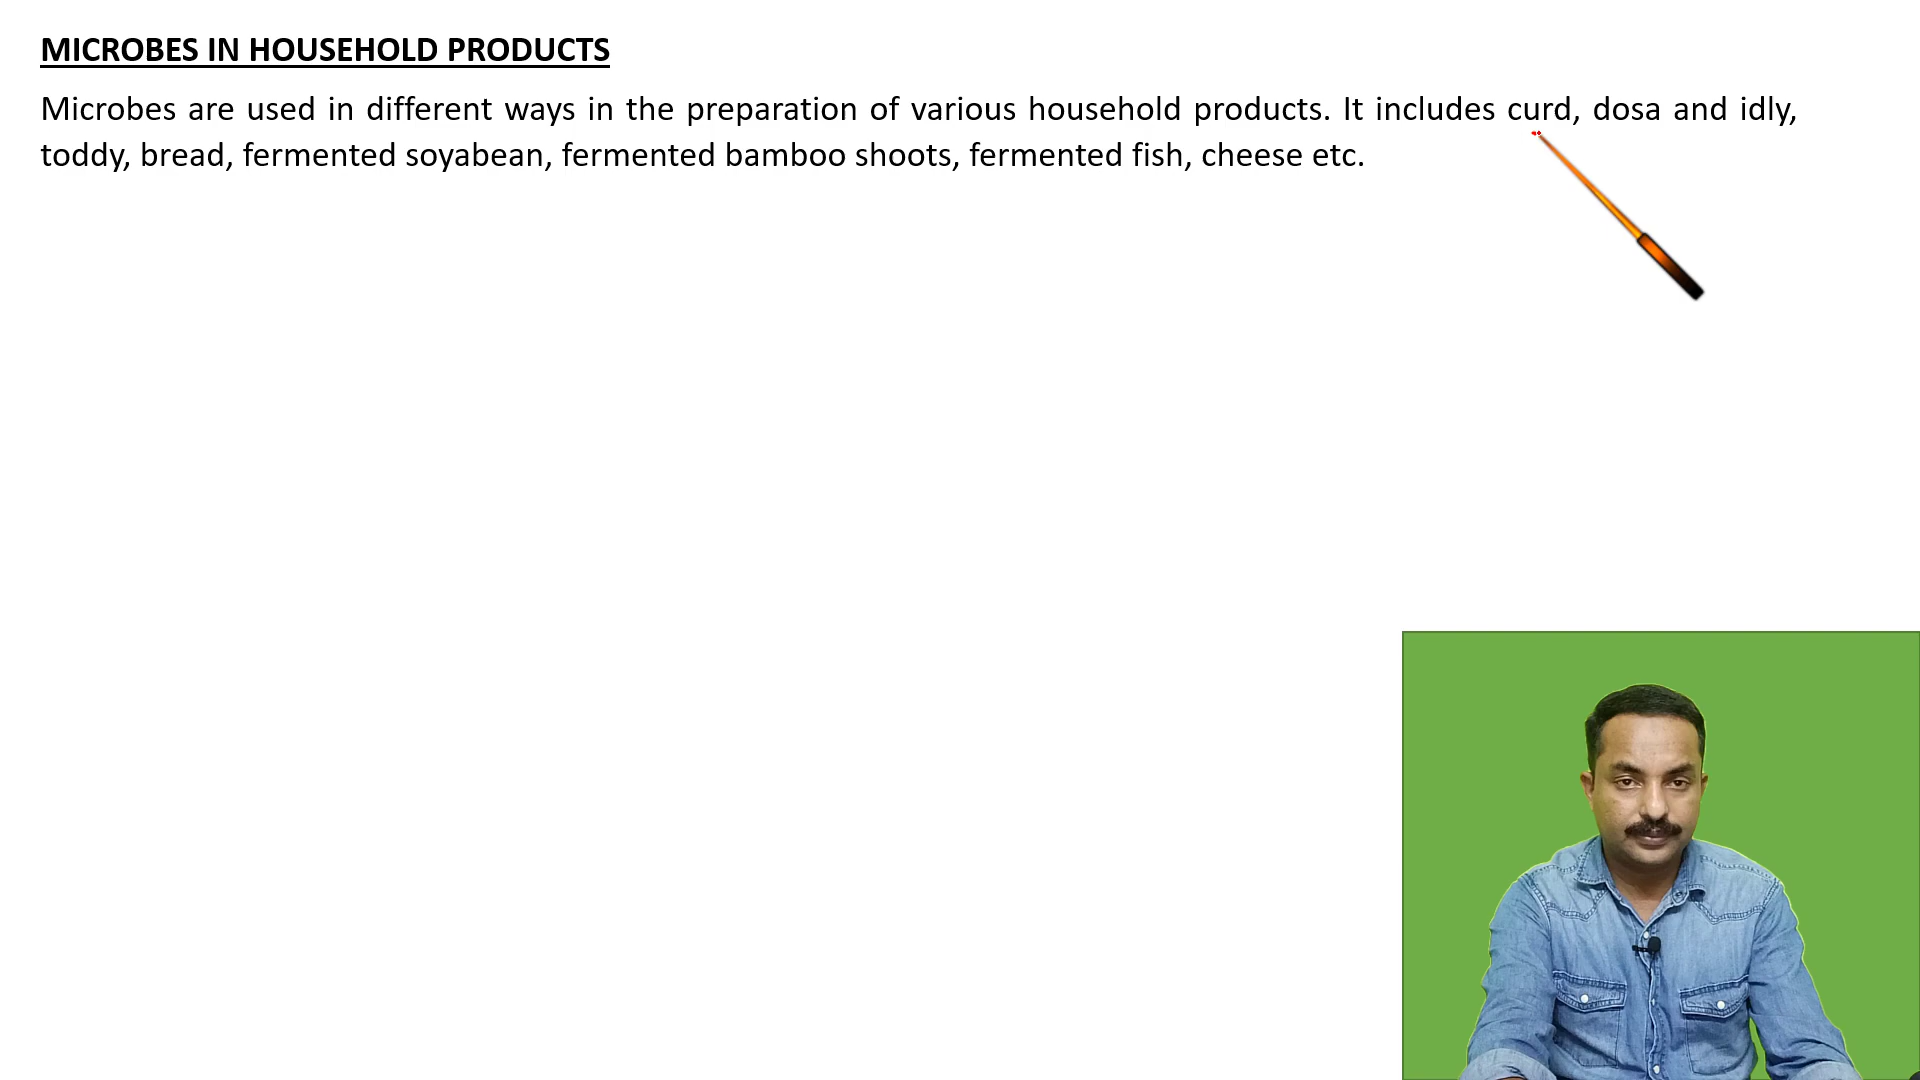 MICROBES IN HOUSEHOLD PRODUCTS
Microbes are used in different ways in the preparation of various household products. It includes curd, dosa and idly,
toddy, bread, fermented soyabean, fermented bamboo shoots, fermented fish, cheese etc.